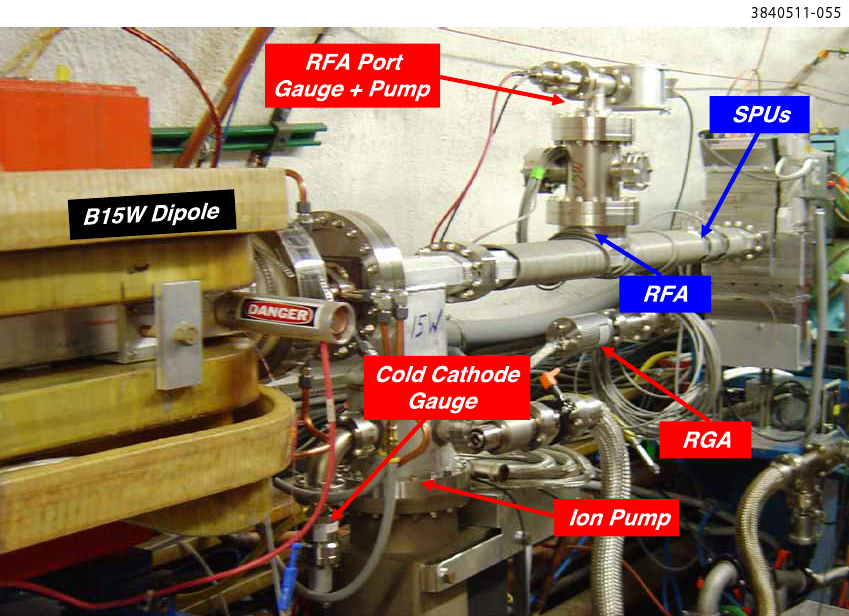 3840511-055
RFA Port
Gauge + Pump
SPUs
B15W Dipole
RFA
DANGER
15W
Cold Cathode
Gauge
RGA
Ion Pump